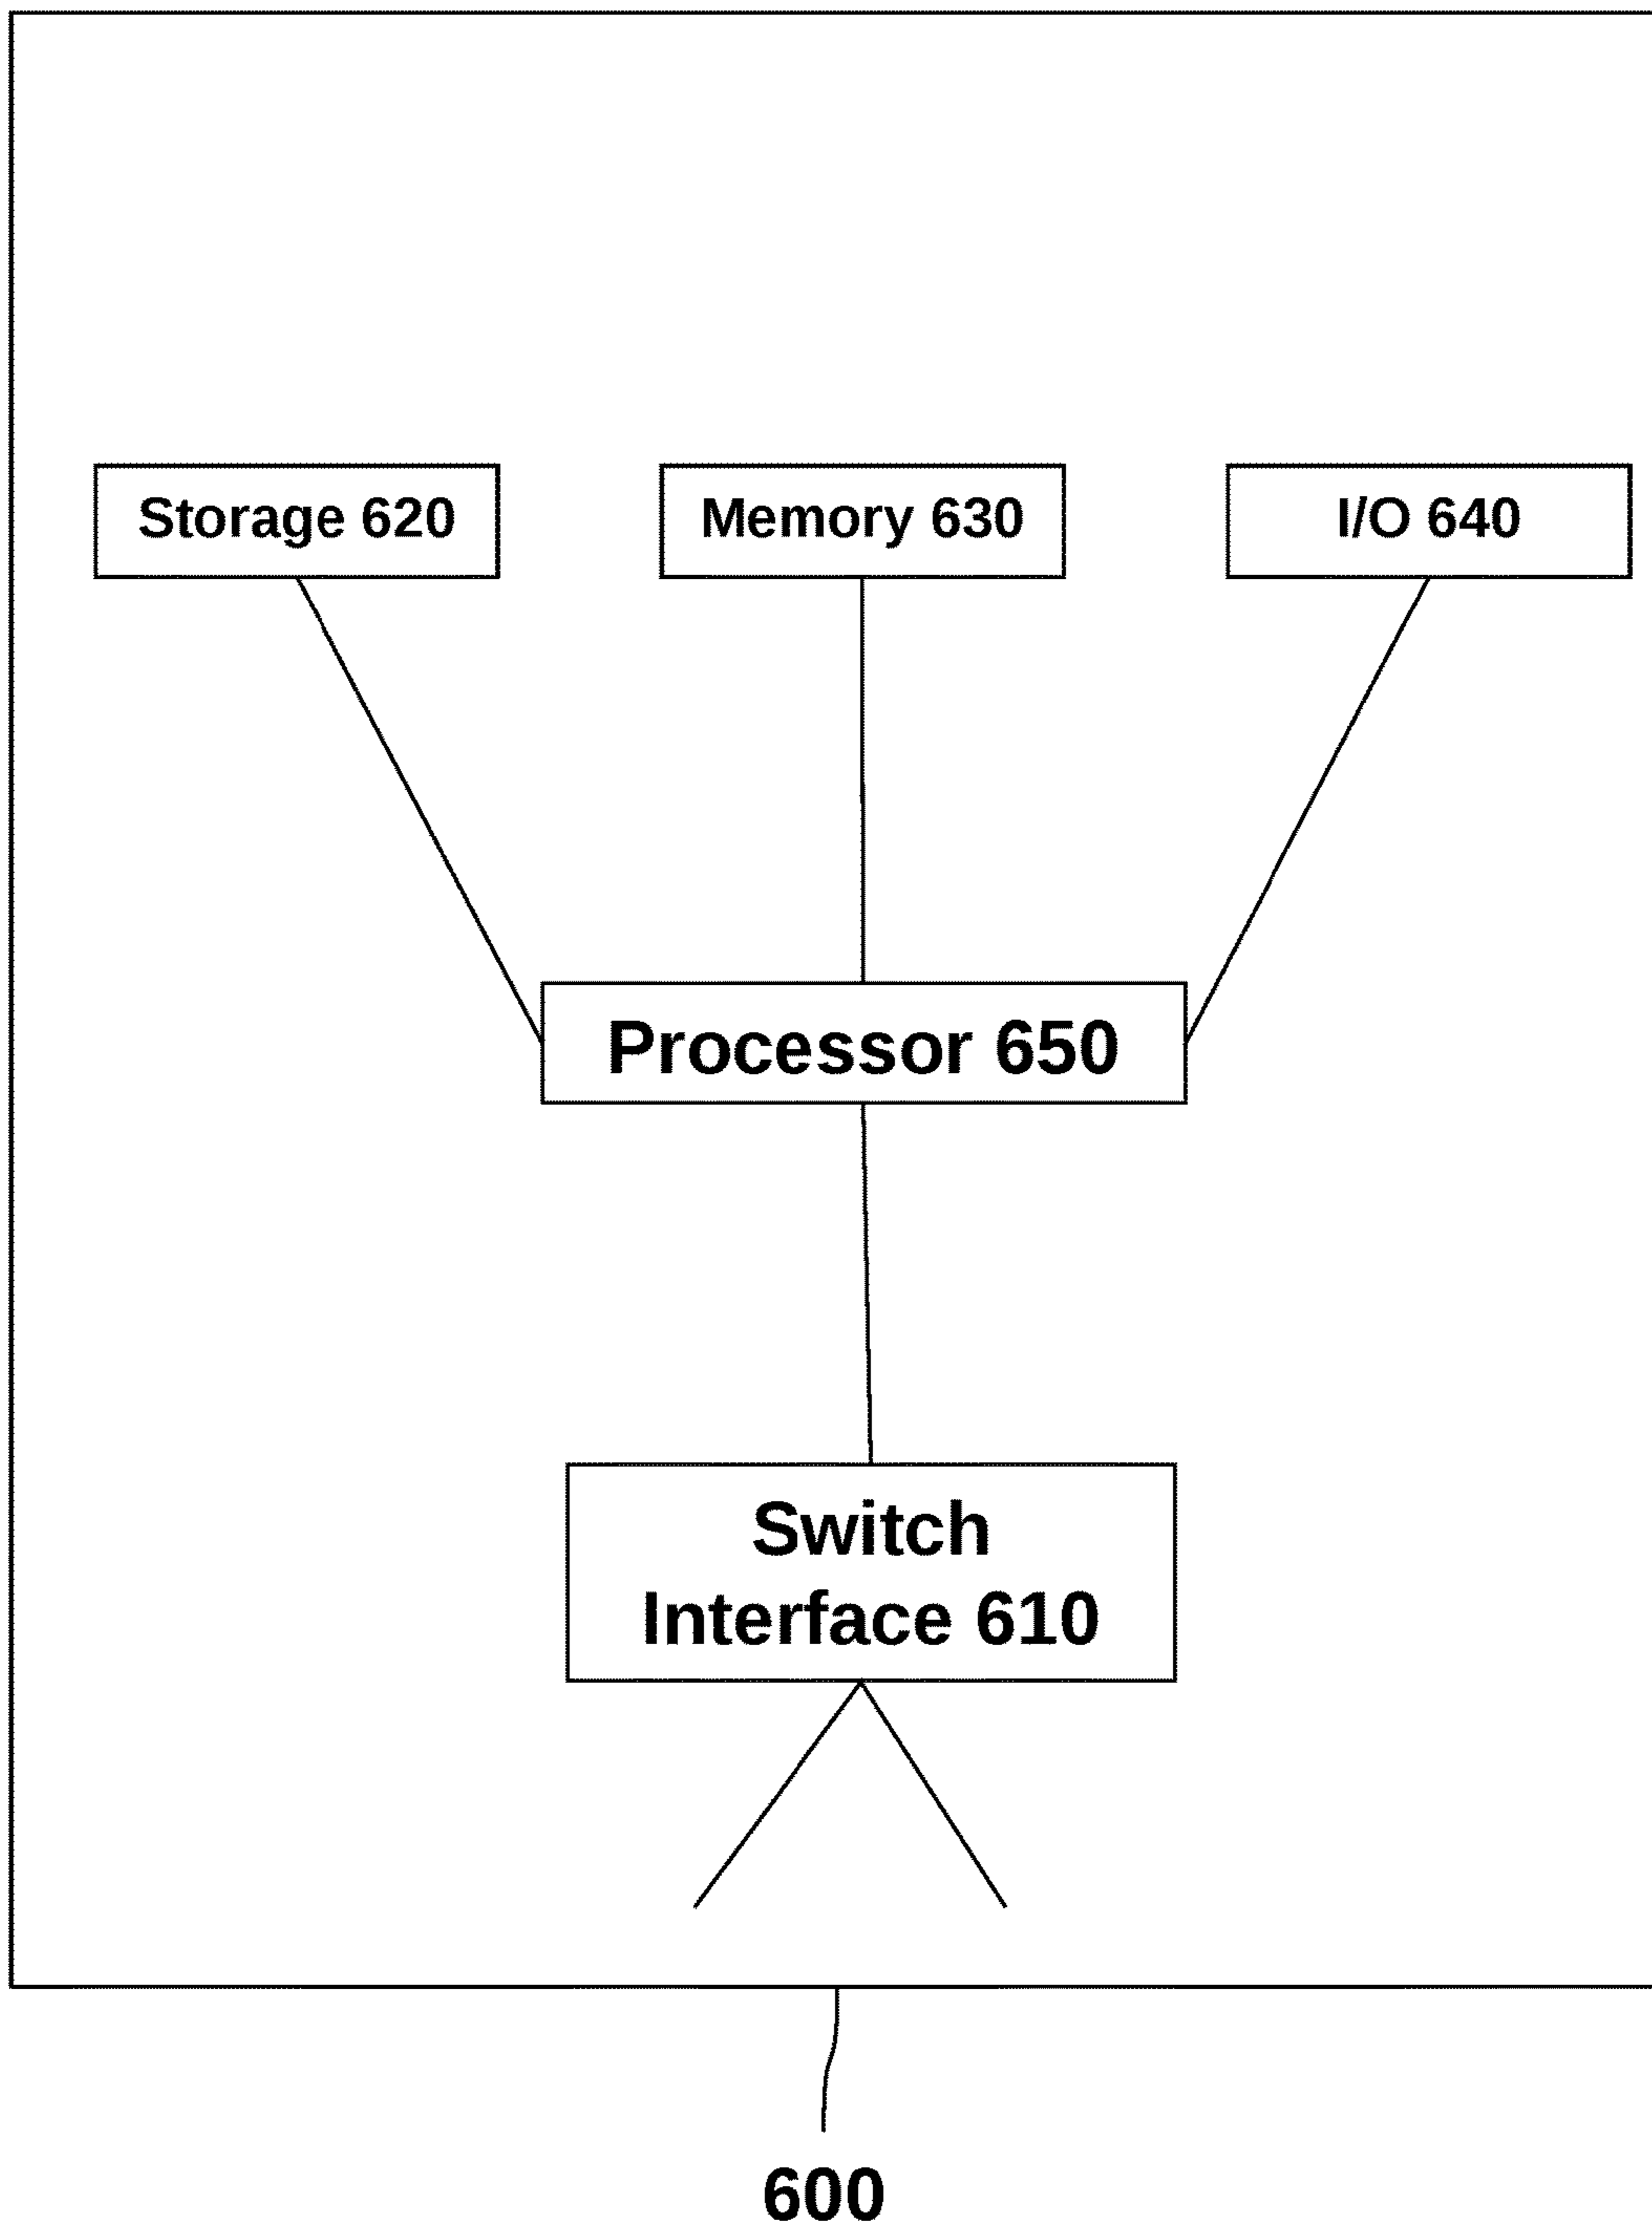 Storage 620
Memory 630
I/O 640
Processor 650
Switch
Interface 610
600